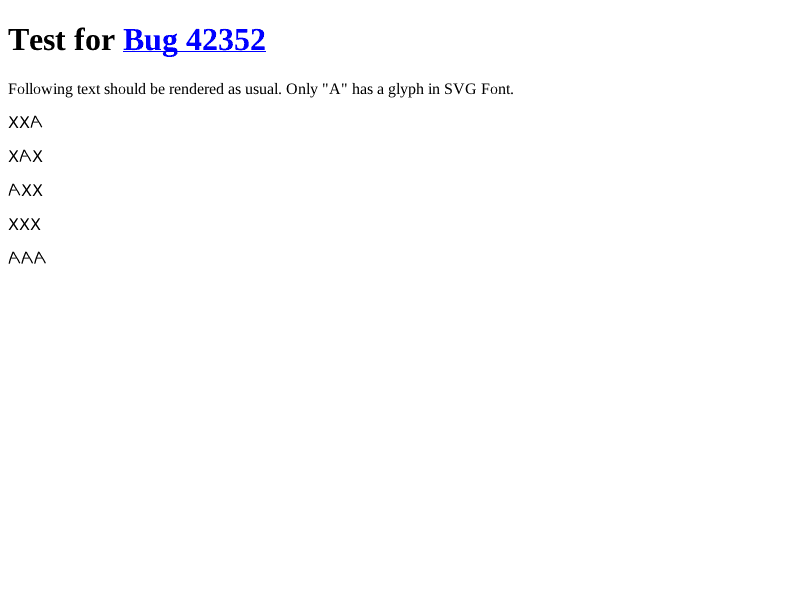 Test for Bug 42352
Following text should be rendered as usual. Only "A" has a glyph in SVG Font.
XXA
XAX
AXX
XXX
AAA